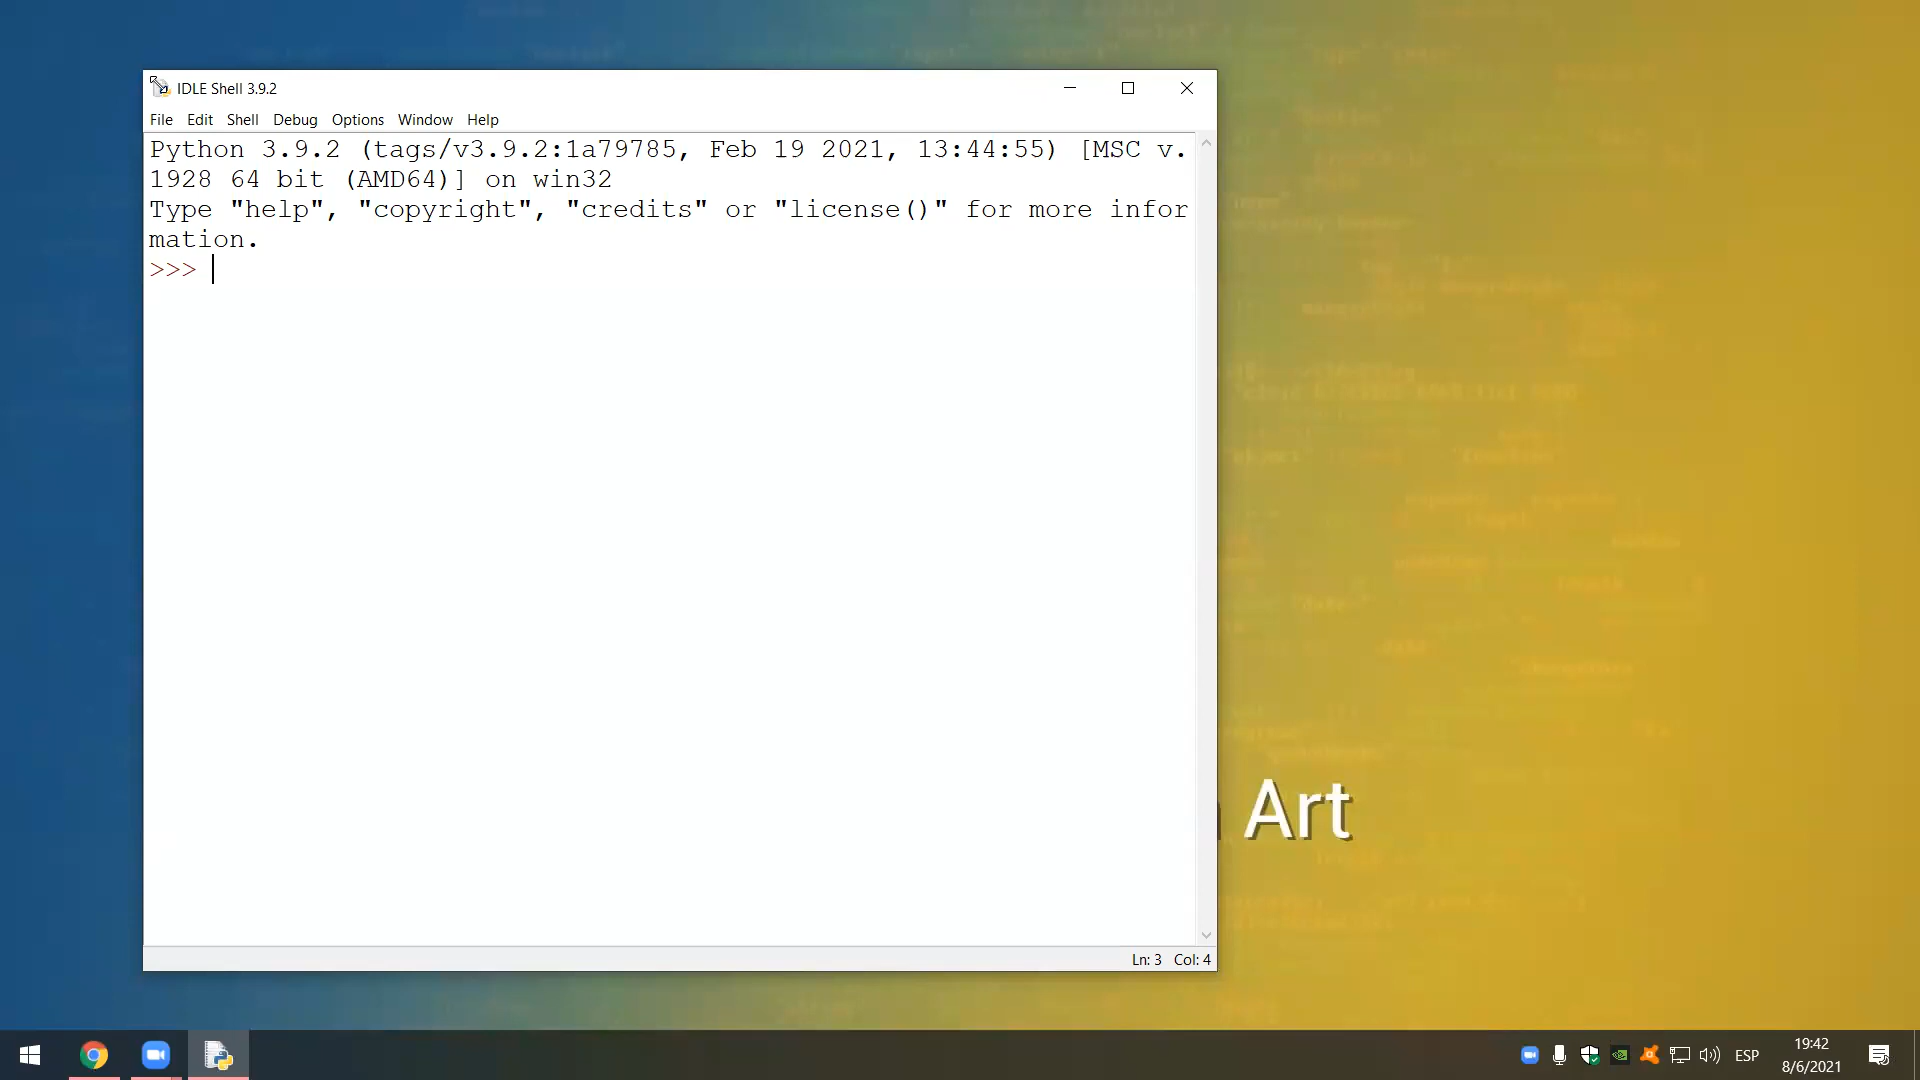 IDLE Shell 3.9.2
File Edit Shell Debug Options Window Help
Python 3.9.2 (tags/v3.9.2:1a79785, Feb 19 2021, 13:44:55) [MSC v.
1928 64 bit (AMD64)] on win32
Type "help", "copyright", "credits" or "license()" for more infor
mation.
>>>
Art
Ln: 3 Col: 4
ESP
19:42
8/6/2021